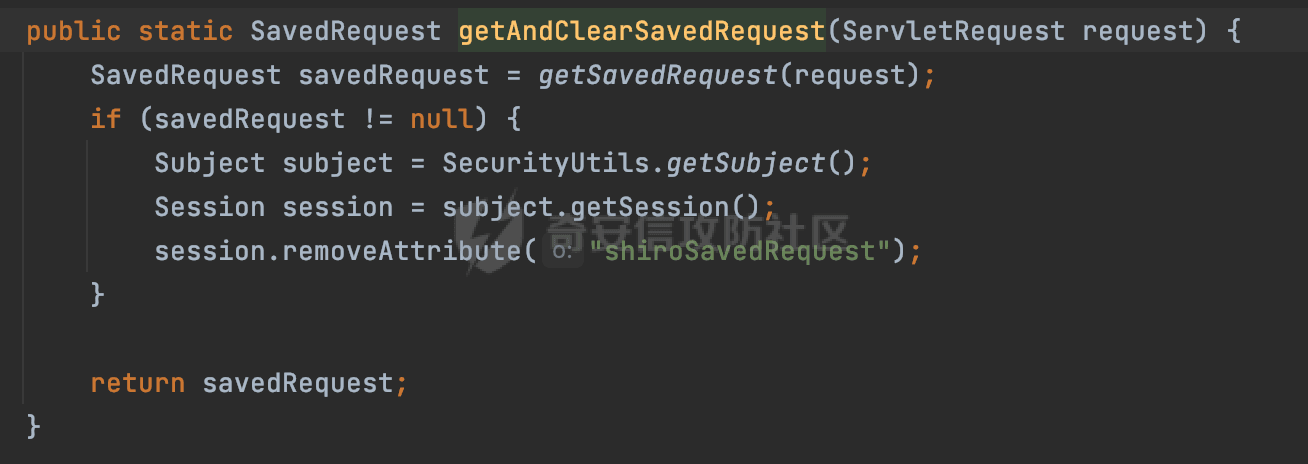 public static SavedRequest getAndClearSavedRequest(ServletRequest request) {
SavedRequest savedRequest = getSavedRequest(request);
if (savedRequest != null) {
Subject subject = SecurityUtils.getSubject();
Session session = subject.getSession();
奇安信攻防社区
session.removeAttribute( o: "shiroSavedRequest");
}
return savedRequest;
}